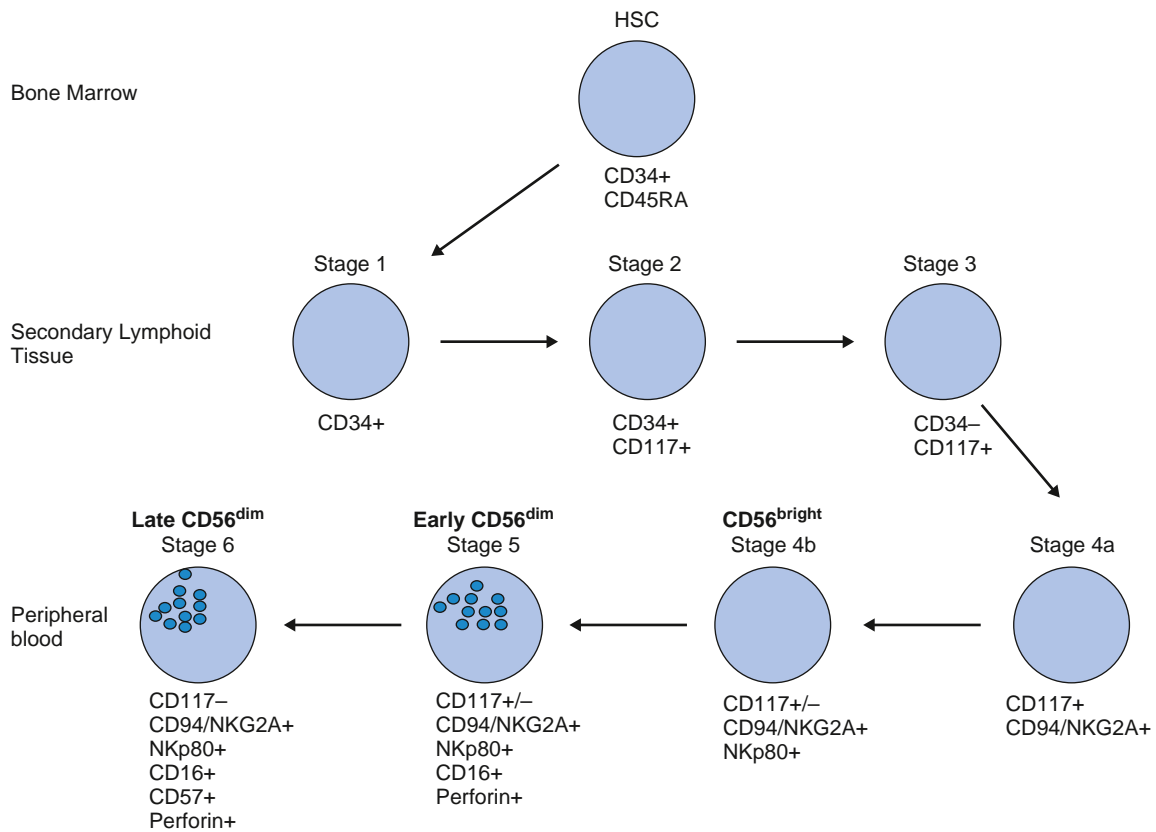 HSC
Bone Marrow
CD34+
CD45RA
Stage 1
Stage 2
Stage 3
Secondary Lymphoid
Tissue
CD34+
CD34+
CD117+
CD34–
CD117+
Late CD56dim
Stage 6
Early CD56dim
Stage 5
CD56bright
Stage 4b
Stage 4a
Peripheral
blood
CD117–
CD94/NKG2A+
NKp80+
CD16+
CD57+
Perforin+
CD117+/–
CD94/NKG2A+
NKp80+
CD16+
Perforin+
CD117+/–
CD94/NKG2A+
NKp80+
CD117+
CD94/NKG2A+